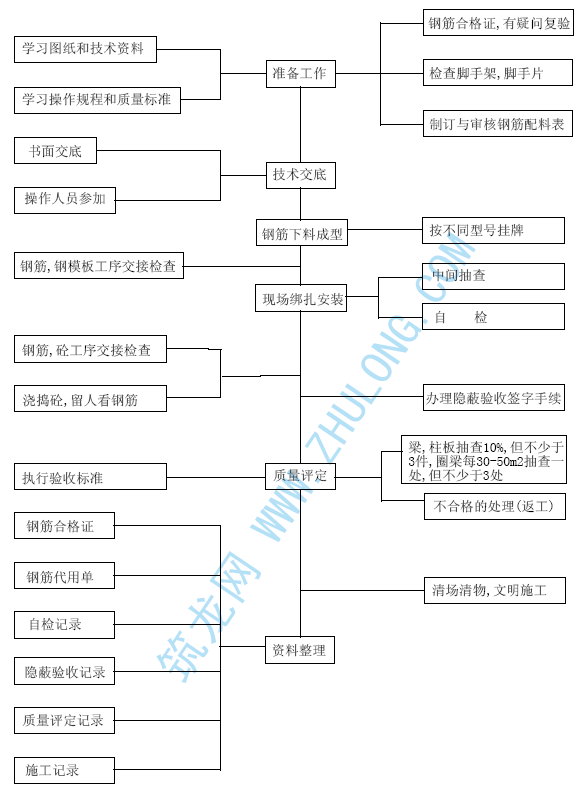 钢筋合格证,有疑问复验
学习图纸和技术资料
准备工作
检查脚手架,脚手片
学习操作规程和质量标准
制订与审核钢筋配料表
书面交底
技术交底
操作人员参加
钢筋下料成型
按不同型号挂牌
钢筋,钢模板工序交接检查
中间抽查
现场绑扎安装
自 检
钢筋,砼工序交接检查
浇捣砼,留人看钢筋
办理隐蔽验收签字手续
梁,柱板抽查10%,但不少于
3件,圈梁每30-50m2抽查一
处,但不少于3处
执行验收标准
质量评定
不合格的处理(返工)
钢筋合格证
钢筋代用单
清场清物,文明施工
自检记录
资料整理
隐蔽验收记录
质量评定记录
施工记录
筑龙网 WWW.ZHULONG.COM